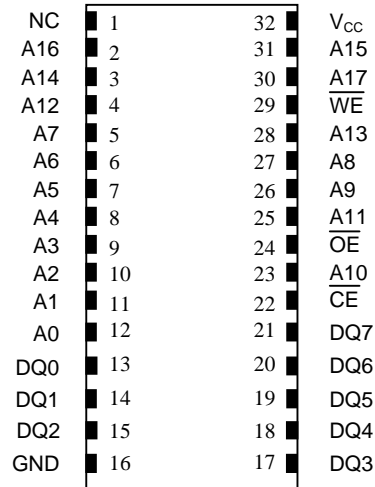 NC 1 32 VCC
A16 2 31 A15
A14 3 30 A17
A12 4 29 W̅E̅
A7 5 28 A13
A6 6 27 A8
A5 7 26 A9
A4 8 25 A11
A3 9 24 O̅E̅
A2 10 23 A10
A1 11 22 C̅E̅
A0 12 21 DQ7
DQ0 13 20 DQ6
DQ1 14 19 DQ5
DQ2 15 18 DQ4
GND 16 17 DQ3